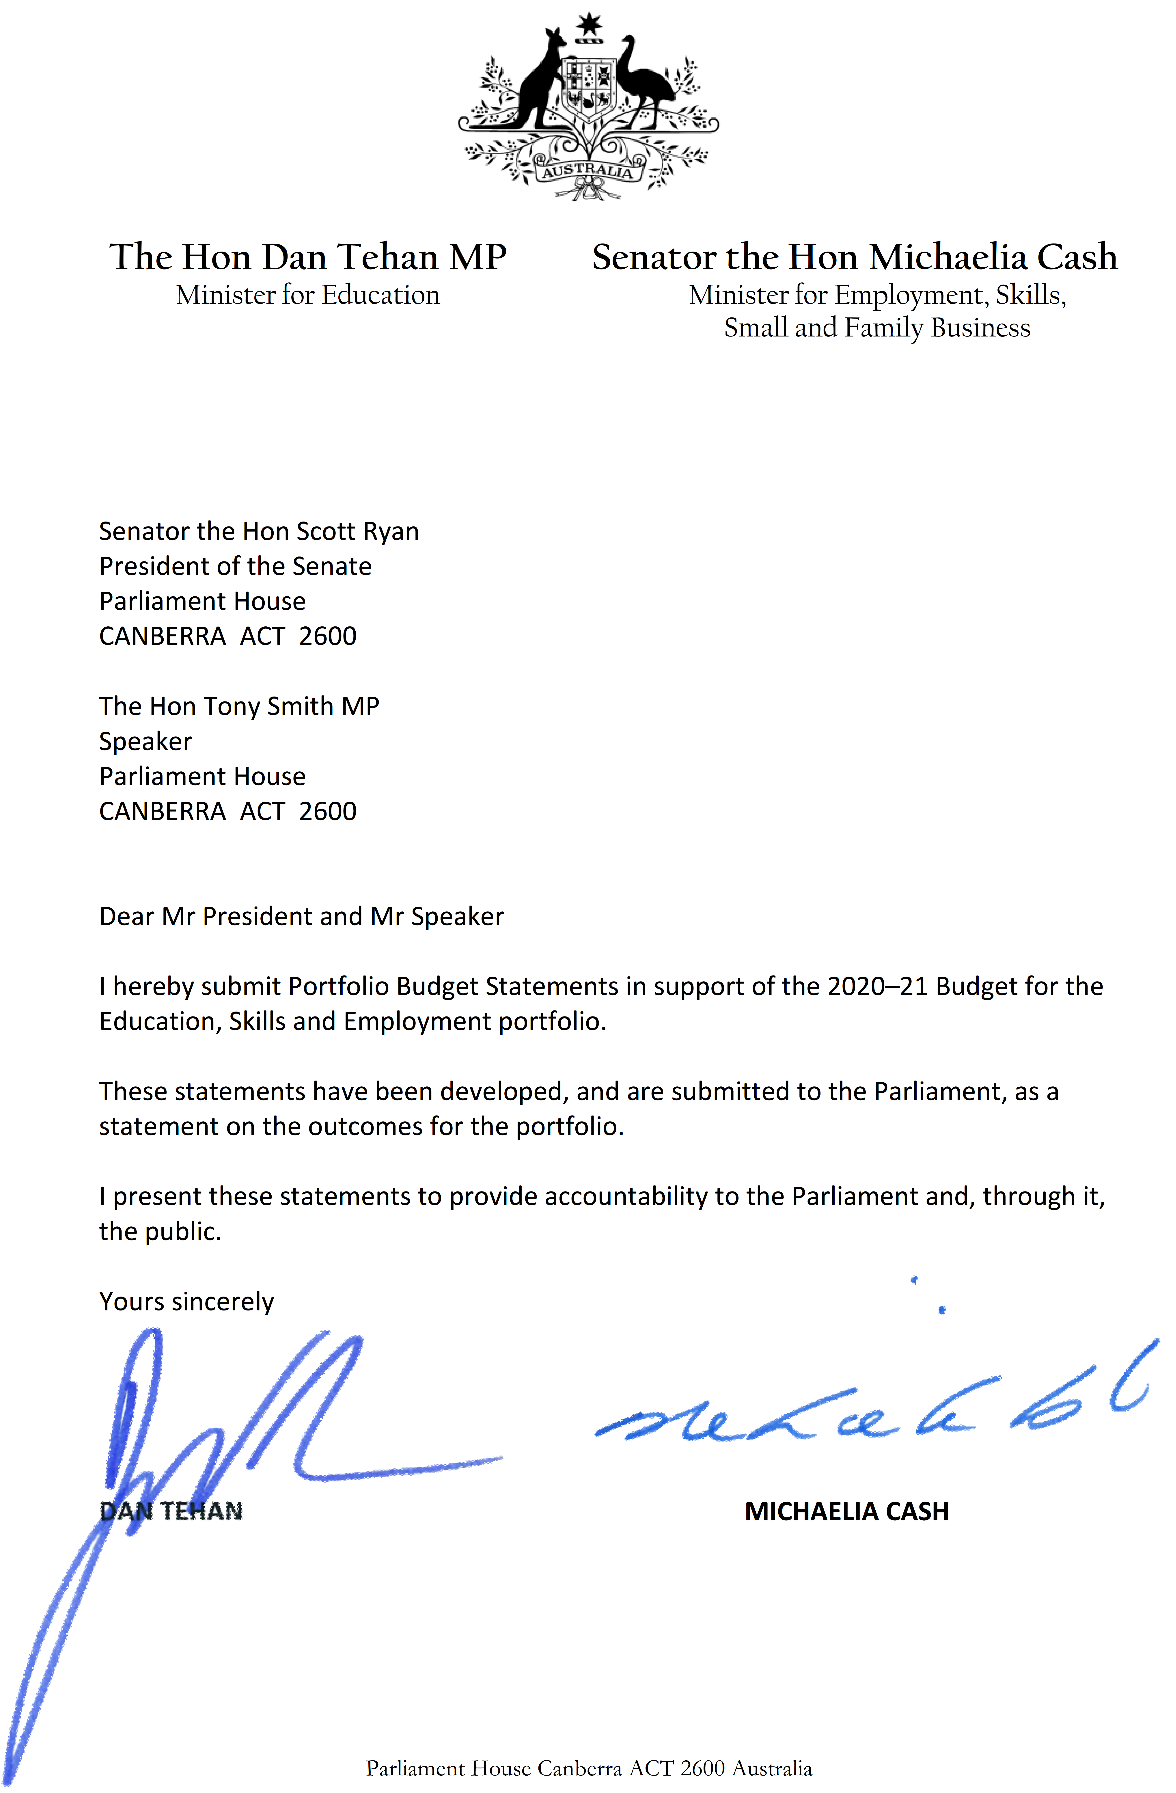 AUSTRALIA
The Hon Dan Tehan MP
Minister for Education
Senator the Hon Michaelia Cash
Minister for Employment, Skills,
Small and Family Business
Senator the Hon Scott Ryan
President of the Senate
Parliament House
CANBERRA ACT 2600
The Hon Tony Smith MP
Speaker
Parliament House
CANBERRA ACT 2600
Dear Mr President and Mr Speaker
I hereby submit Portfolio Budget Statements in support of the 2020–21 Budget for the
Education, Skills and Employment portfolio.
These statements have been developed, and are submitted to the Parliament, as a
statement on the outcomes for the portfolio.
I present these statements to provide accountability to the Parliament and, through it,
the public.
Yours sincerely
DAN TEHAN
MICHAELIA CASH
Parliament House Canberra ACT 2600 Australia